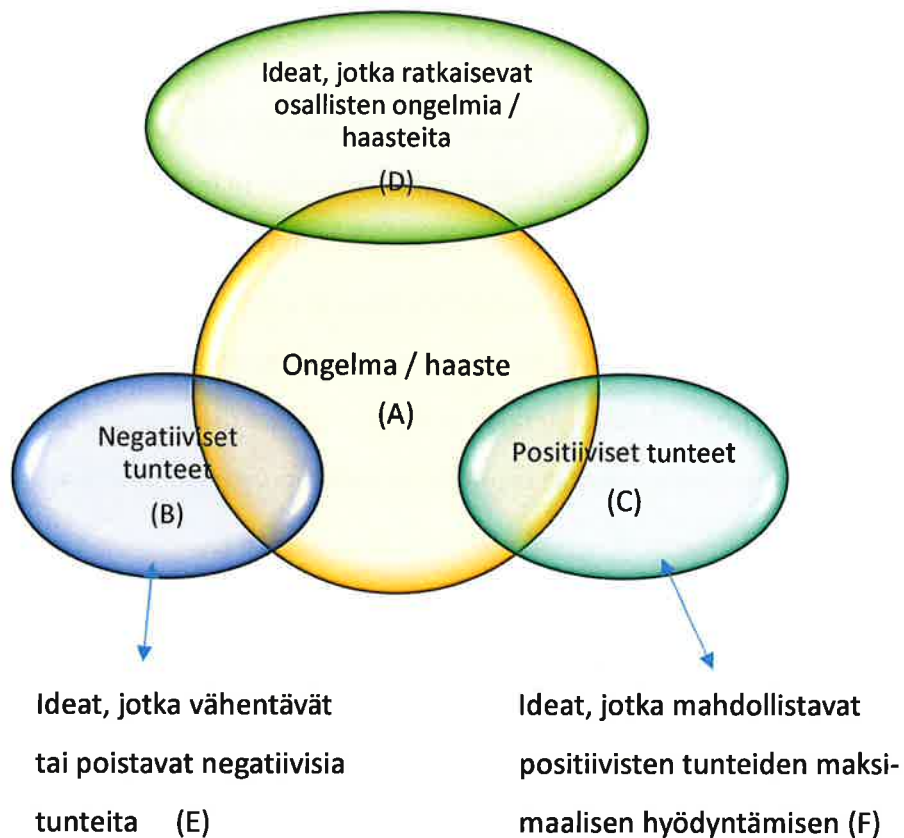 Ideat, jotka ratkaisevat
osallisten ongelmia /
haasteita
(D)
Ongelma / haaste
(A)
Negatiiviset
tunteet
(B)
Positiiviset tunteet
(C)
Ideat, jotka vähentävät
tai poistavat negatiivisia
tunteita (E)
Ideat, jotka mahdollistavat
positiivisten tunteiden maksi-
maalisen hyödyntämisen (F)